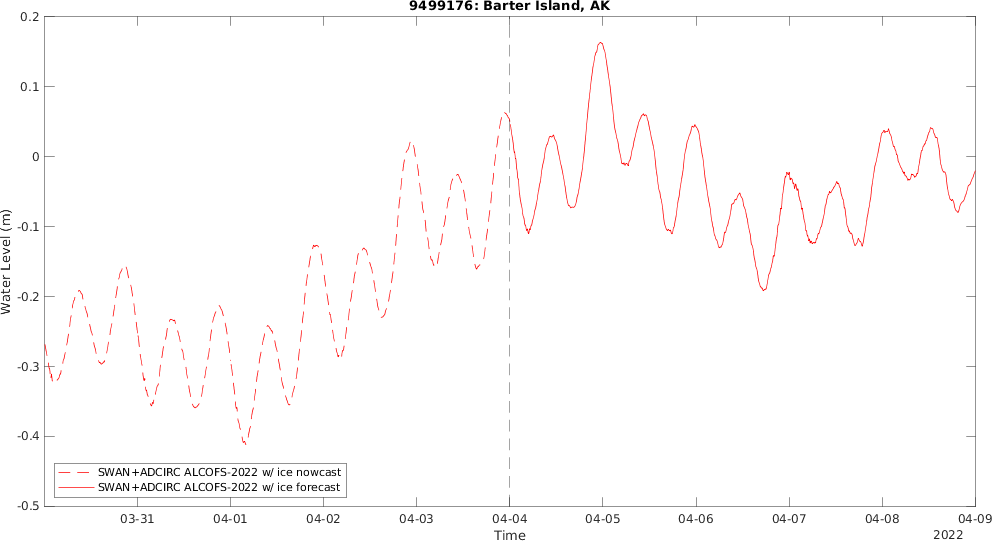 9499176: Barter Island, AK
0.2
0.1
0
-0.1
-0.2
-0.3
-0.4
-0.5
Water Level (m)
SWAN+ADCIRC ALCOFS-2022 w/ ice nowcast
SWAN+ADCIRC ALCOFS-2022 w/ ice forecast
03-31 04-01 04-02 04-03 04-04 04-05 04-06 04-07 04-08 04-09
Time
2022